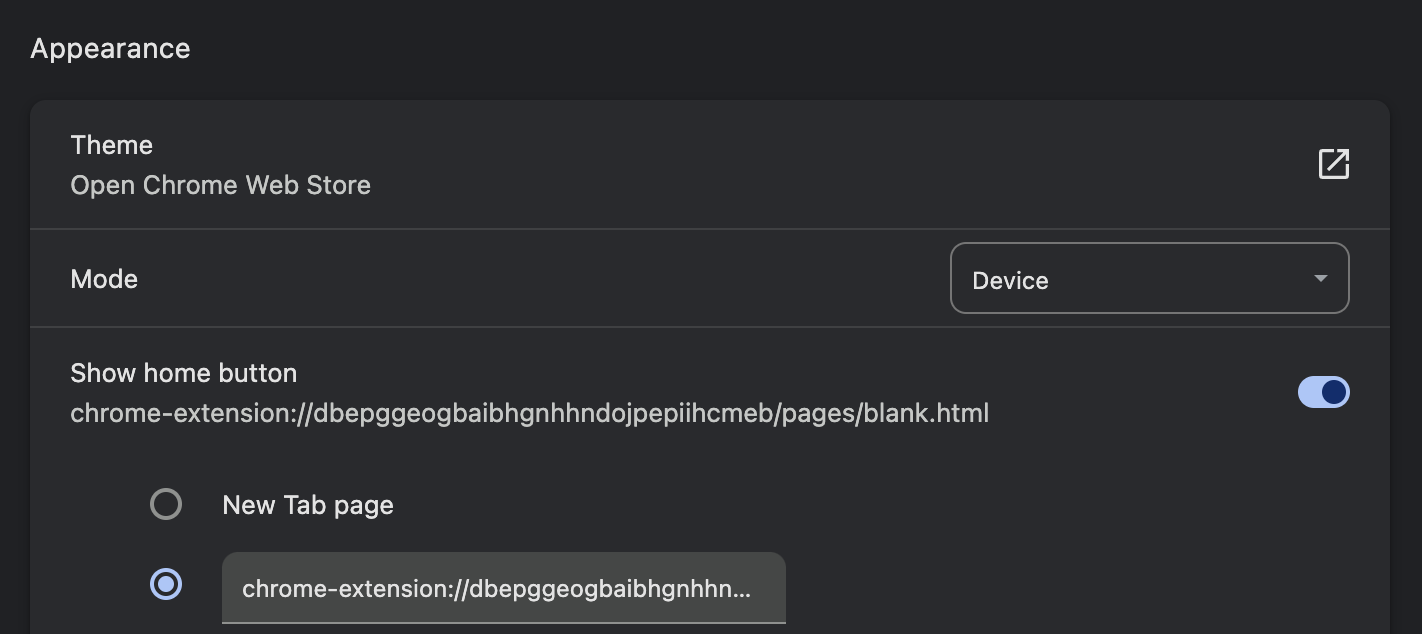 Appearance
Theme
Open Chrome Web Store
Mode
Device
Show home button
chrome-extension://dbepggeogbaibhgnhhndojpepiihcmeb/pages/blank.html
New Tab page
chrome-extension://dbepggeogbaibhgnhhn...